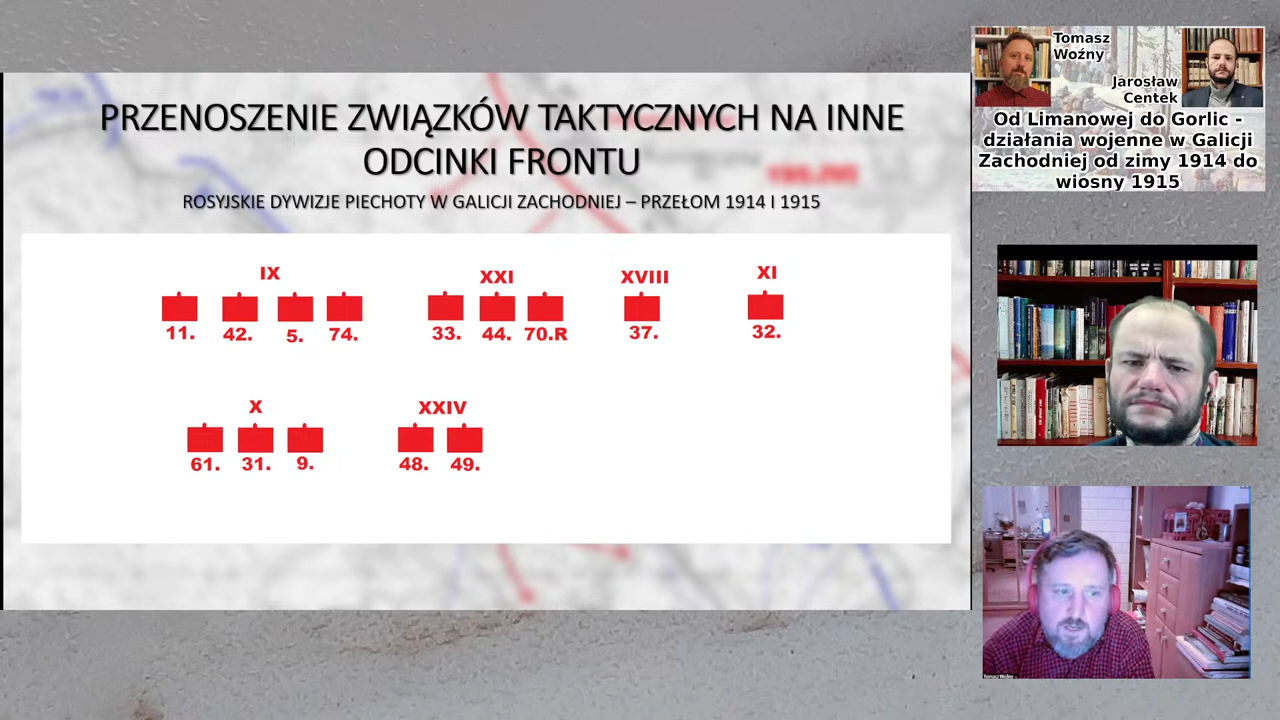 PRZENOSZENIE ZWIĄZKÓW TAKTYCZNYCH NA INNE
ODCINKI FRONTU
ROSYJSKIE DYWIZJE PIECHOTY W GALICJI ZACHODNIEJ – PRZEŁOM 1914 I 1915
IX XXI XVIII XI
11. 42. 5. 74. 33. 44. 70.R 37. 32.
X XXIV
61. 31. 9. 48. 49.
Tomasz
Woźny
Jarosław
Centek
Od Limanowej do Gorlic -
działania wojenne w Galicji
Zachodniej od zimy 1914 do
wiosny 1915
Tomasz Woźny